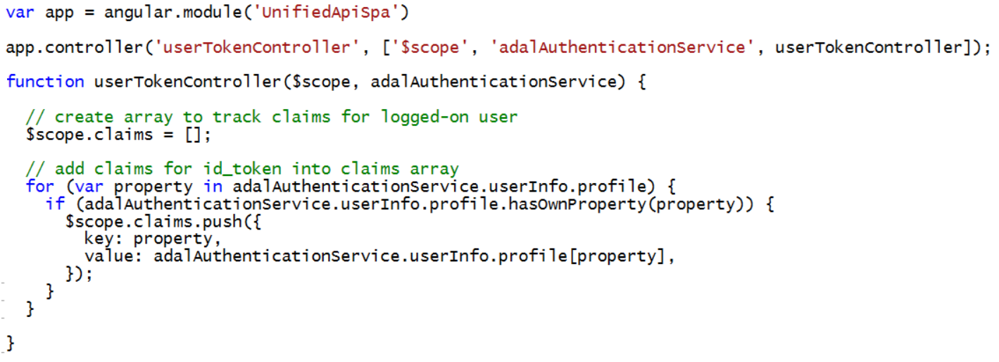 var app = angular.module('UnifiedApiSpa')
app.controller('userTokenController', ['$scope', 'adalAuthenticationService', userTokenController]);
function userTokenController($scope, adalAuthenticationService) {
// create array to track claims for logged-on user
$scope.claims = [];
// add claims for id_token into claims array
for (var property in adalAuthenticationService.userInfo.profile) {
if (adalAuthenticationService.userInfo.profile.hasOwnProperty(property)) {
$scope.claims.push({
key: property,
value: adalAuthenticationService.userInfo.profile[property],
});
}
}
}